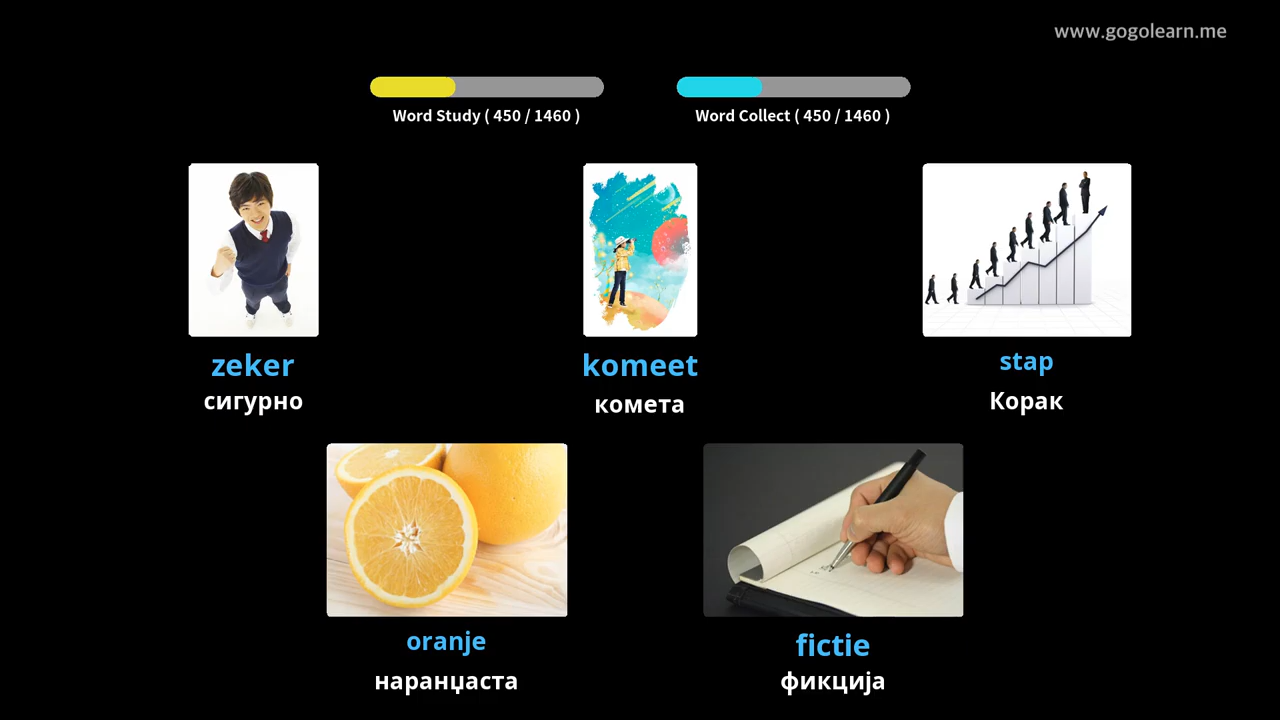 www.gogolearn.me
Word Study ( 450 / 1460 )
Word Collect ( 450 / 1460 )
zeker
сигурно
komeet
комета
stap
Корак
oranje
наранџаста
fictie
фикција